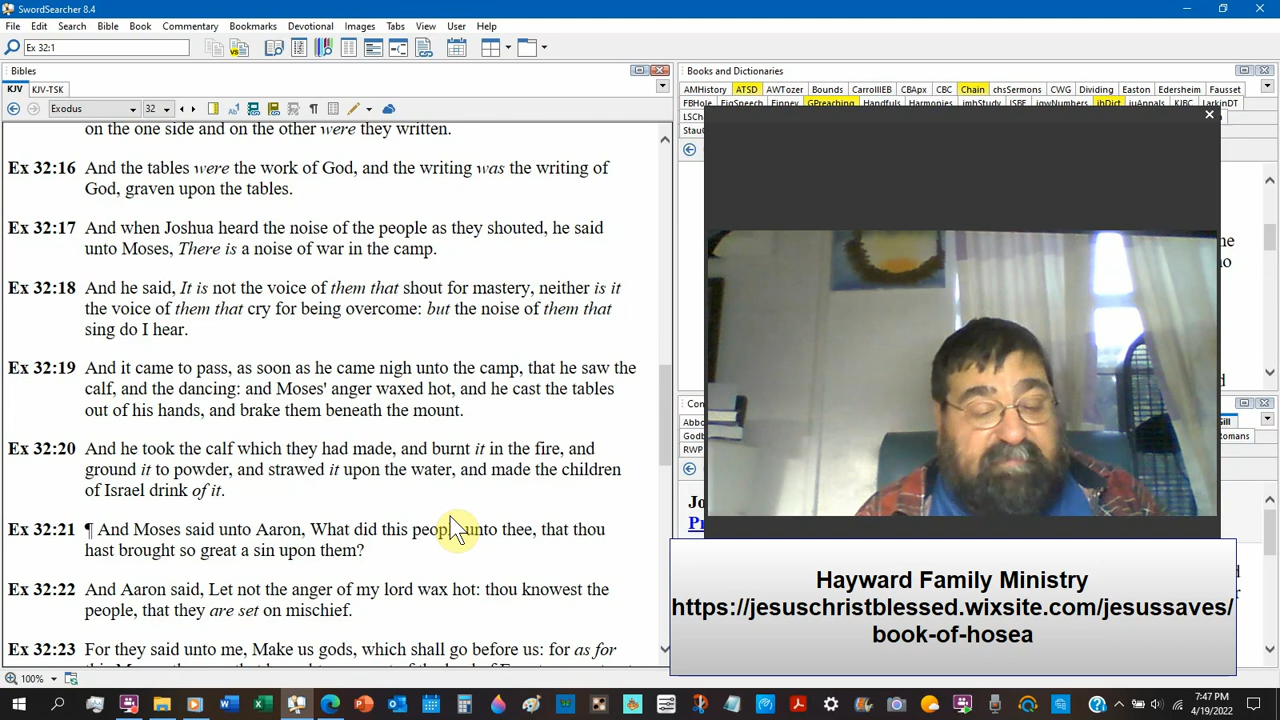 SwordSearcher 8.4
File Edit Search Bible Book Commentary Bookmarks Devotional Images Tabs View User Help
Ex 32:1
Bibles
KJV KJV-TSK
Exodus 32
on the one side and on the other were they written.
Ex 32:16 And the tables were the work of God, and the writing was the writing of
God, graven upon the tables.
Ex 32:17 And when Joshua heard the noise of the people as they shouted, he said
unto Moses, There is a noise of war in the camp.
Ex 32:18 And he said, It is not the voice of them that shout for mastery, neither is it
the voice of them that cry for being overcome: but the noise of them that
sing do I hear.
Ex 32:19 And it came to pass, as soon as he came nigh unto the camp, that he saw the
calf, and the dancing: and Moses' anger waxed hot, and he cast the tables
out of his hands, and brake them beneath the mount.
Ex 32:20 And he took the calf which they had made, and burnt it in the fire, and
ground it to powder, and strawed it upon the water, and made the children
of Israel drink of it.
Ex 32:21 ¶ And Moses said unto Aaron, What did this people unto thee, that thou
hast brought so great a sin upon them?
Ex 32:22 And Aaron said, Let not the anger of my lord wax hot: thou knowest the
people, that they are set on mischief.
Ex 32:23 For they said unto me, Make us gods, which shall go before us: for as for
100%
Books and Dictionaries
AMHistory ATSD AWTozer Bounds CarrollIEB CBApx CBC Chain chsSermons Dividing Easton Edersheim Fausset
FBHole FigSpeech Finney GPreaching Handfuls Harmonies ISBE KJBC LarkinDT
Gill
Romans
RWP
Hayward Family Ministry
https://jesuschristblessed.wixsite.com/jesussaves/
book-of-hosea
7:47 PM
4/19/2022